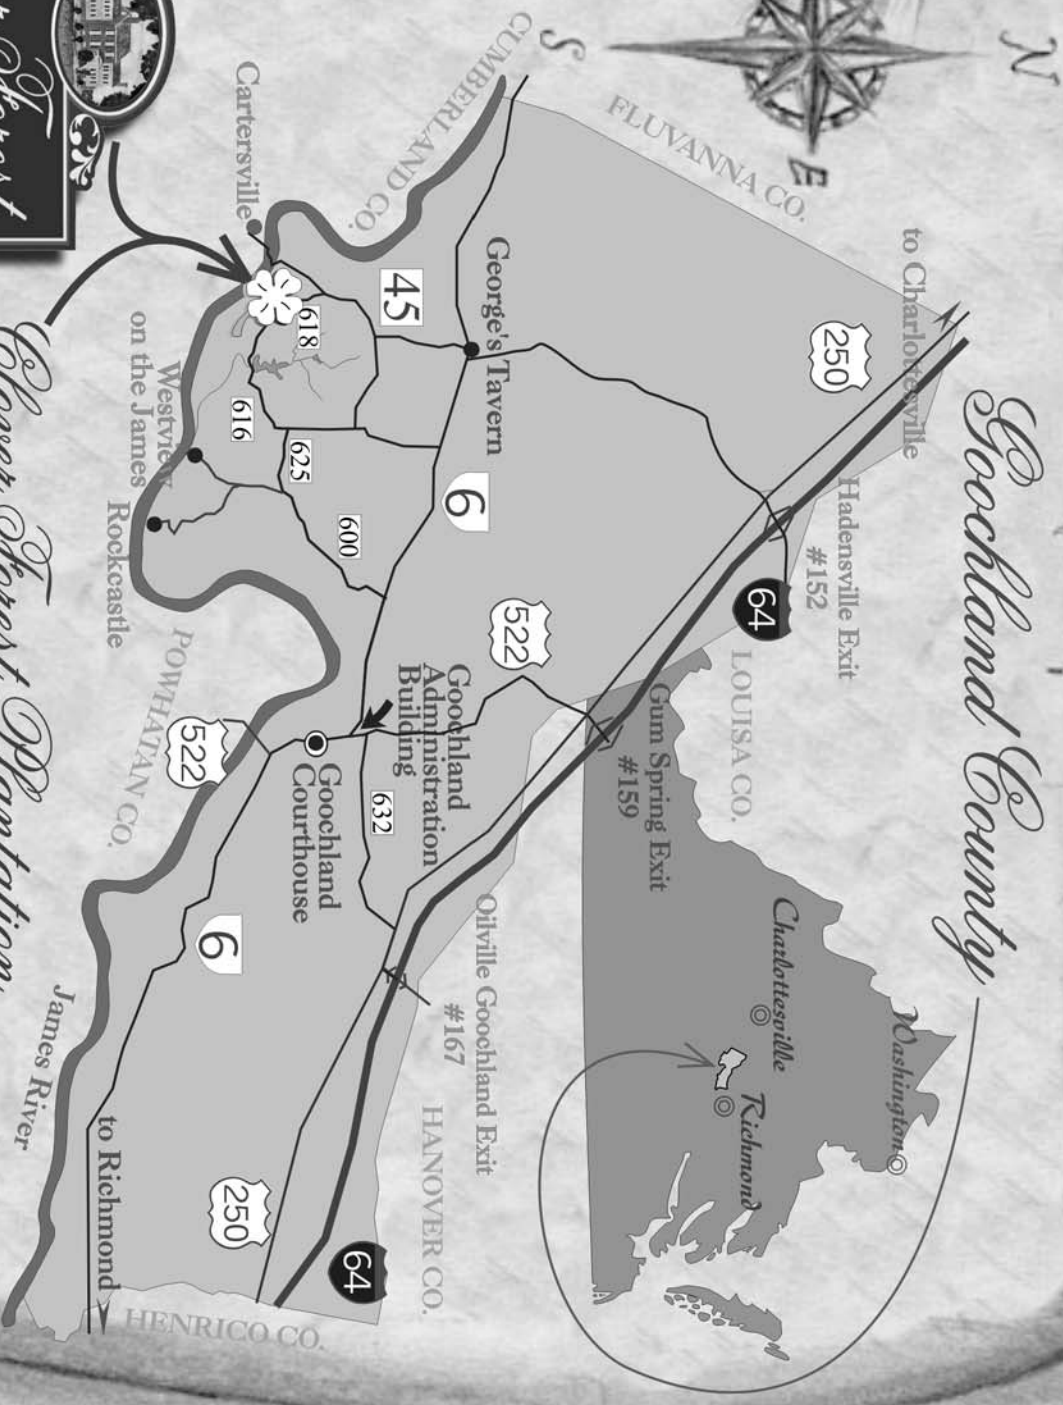 Goochland County
N
S
E
to Charlottesville
FLUVANNA CO.
CUMBERLAND CO.
250
Hadensville Exit
#152
64
LOUISA CO.
Gum Spring Exit
#159
Washington
Charlottesville
Richmond
George's Tavern
45
6
522
Cartersville
618
616
625
600
Westview
on the James
Rockcastle
Goochland
Administration
Building
632
Goochland
Courthouse
522
POWHATAN CO.
Oilville Goochland Exit
#167
HANOVER CO.
6
250
64
James River
to Richmond
HENRICO CO.
Forest
Clover Forest Plantation,